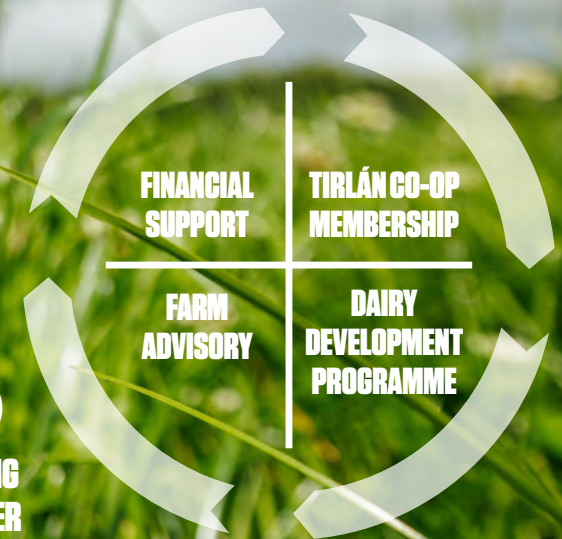 FINANCIAL
SUPPORT
TIRLÁN CO-OP
MEMBERSHIP
FARM
ADVISORY
DAIRY
DEVELOPMENT
PROGRAMME